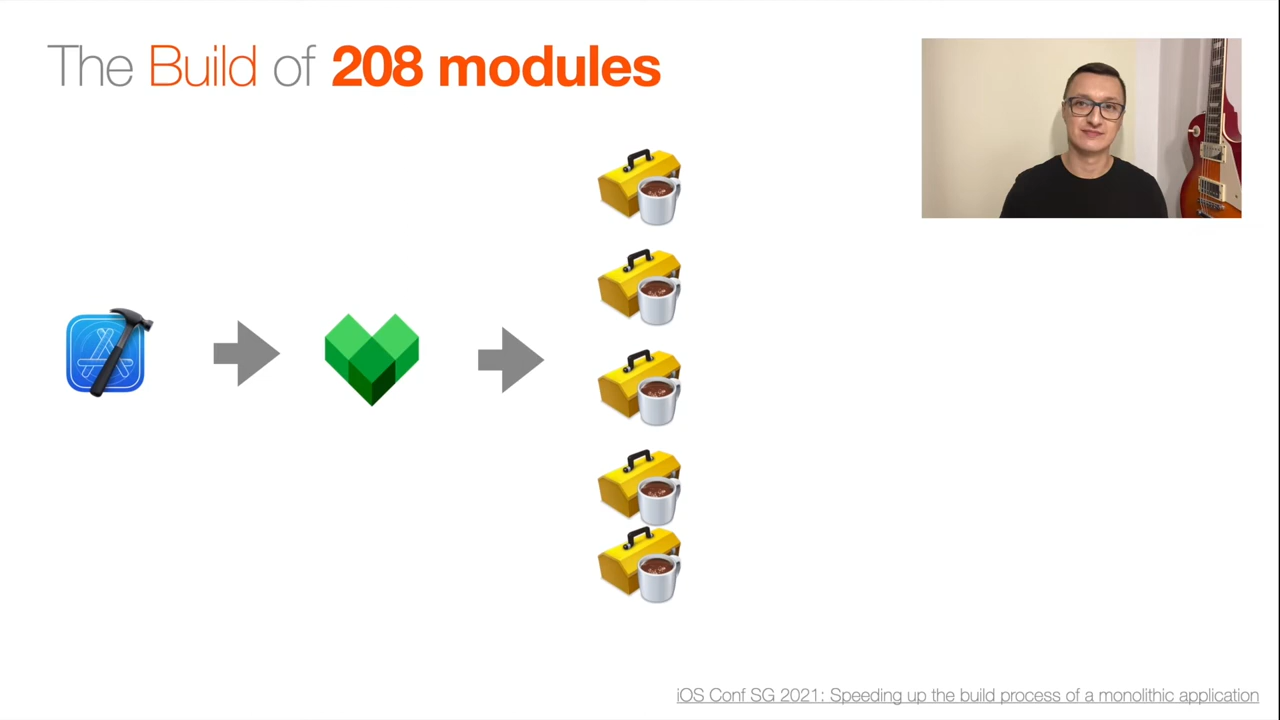 The Build of 208 modules
iOS Conf SG 2021: Speeding up the build process of a monolithic application